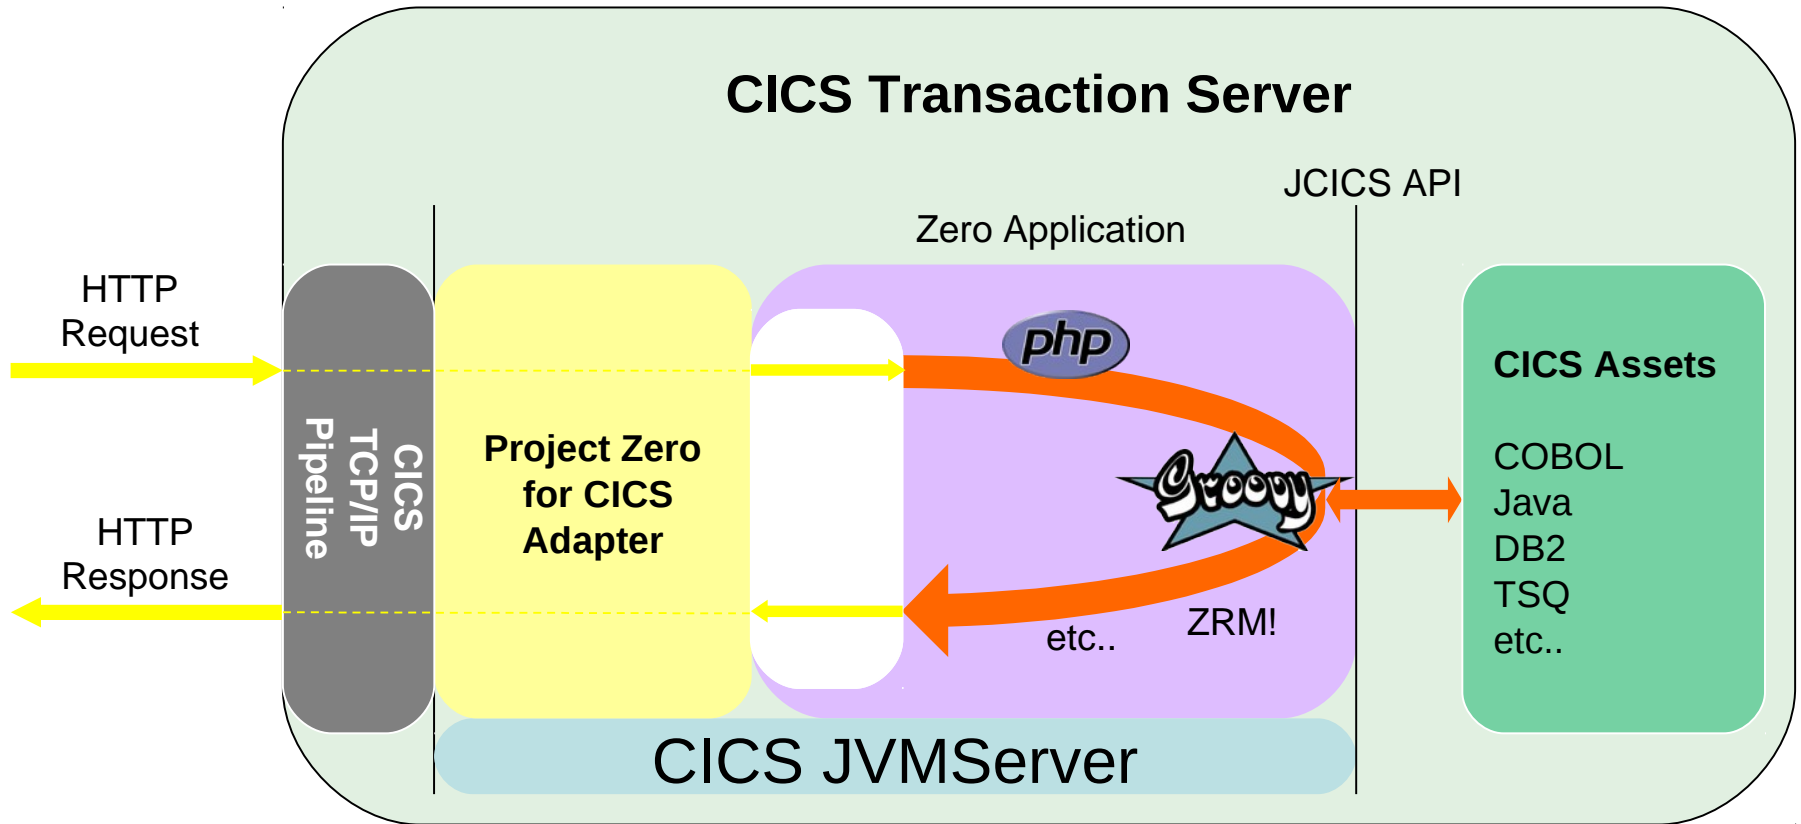 CICS Transaction Server
JCICS API
Zero Application
HTTP
Request
HTTP
Response
CICS
TCP/IP
Pipeline
Project Zero
for CICS
Adapter
php
Groovy
etc..
ZRM!
CICS Assets
COBOL
Java
DB2
TSQ
etc..
CICS JVMServer